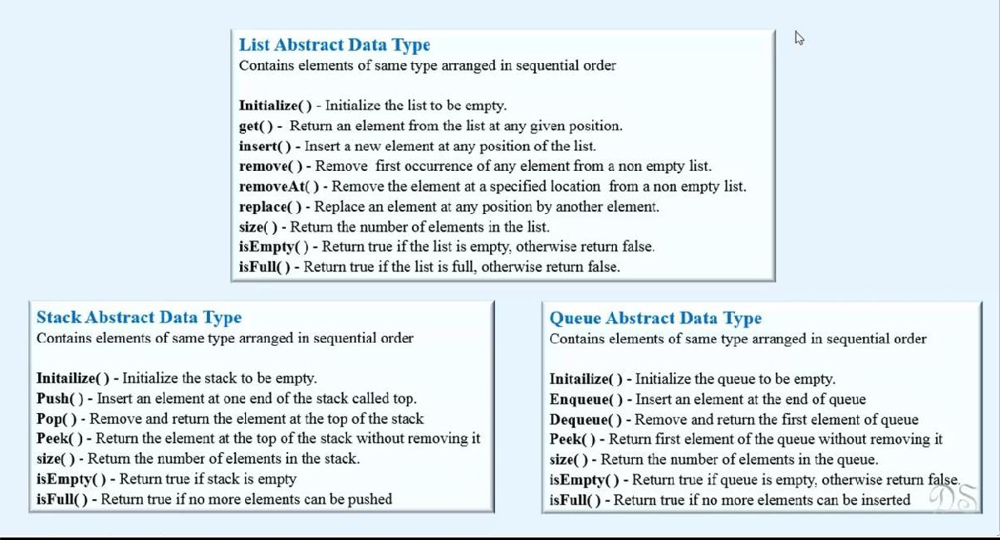 List Abstract Data Type
Contains elements of same type arranged in sequential order
Initialize( ) - Initialize the list to be empty.
get( ) - Return an element from the list at any given position.
insert( ) - Insert a new element at any position of the list.
remove( ) - Remove first occurrence of any element from a non empty list.
removeAt( ) - Remove the element at a specified location from a non empty list.
replace( ) - Replace an element at any position by another element.
size( ) - Return the number of elements in the list.
isEmpty( ) - Return true if the list is empty, otherwise return false.
isFull( ) - Return true if the list is full, otherwise return false.
Stack Abstract Data Type
Contains elements of same type arranged in sequential order
Initailize( ) - Initialize the stack to be empty.
Push( ) - Insert an element at one end of the stack called top.
Pop( ) - Remove and return the element at the top of the stack
Peek( ) - Return the element at the top of the stack without removing it
size( ) - Return the number of elements in the stack.
isEmpty( ) - Return true if stack is empty
isFull( ) - Return true if no more elements can be pushed
Queue Abstract Data Type
Contains elements of same type arranged in sequential order
Initailize( ) - Initialize the queue to be empty.
Enqueue( ) - Insert an element at the end of queue
Dequeue( ) - Remove and return the first element of queue
Peek( ) - Return first element of the queue without removing it
size( ) - Return the number of elements in the queue.
isEmpty( ) - Return true if queue is empty, otherwise return false.
isFull( ) - Return true if no more elements can be inserted
DS